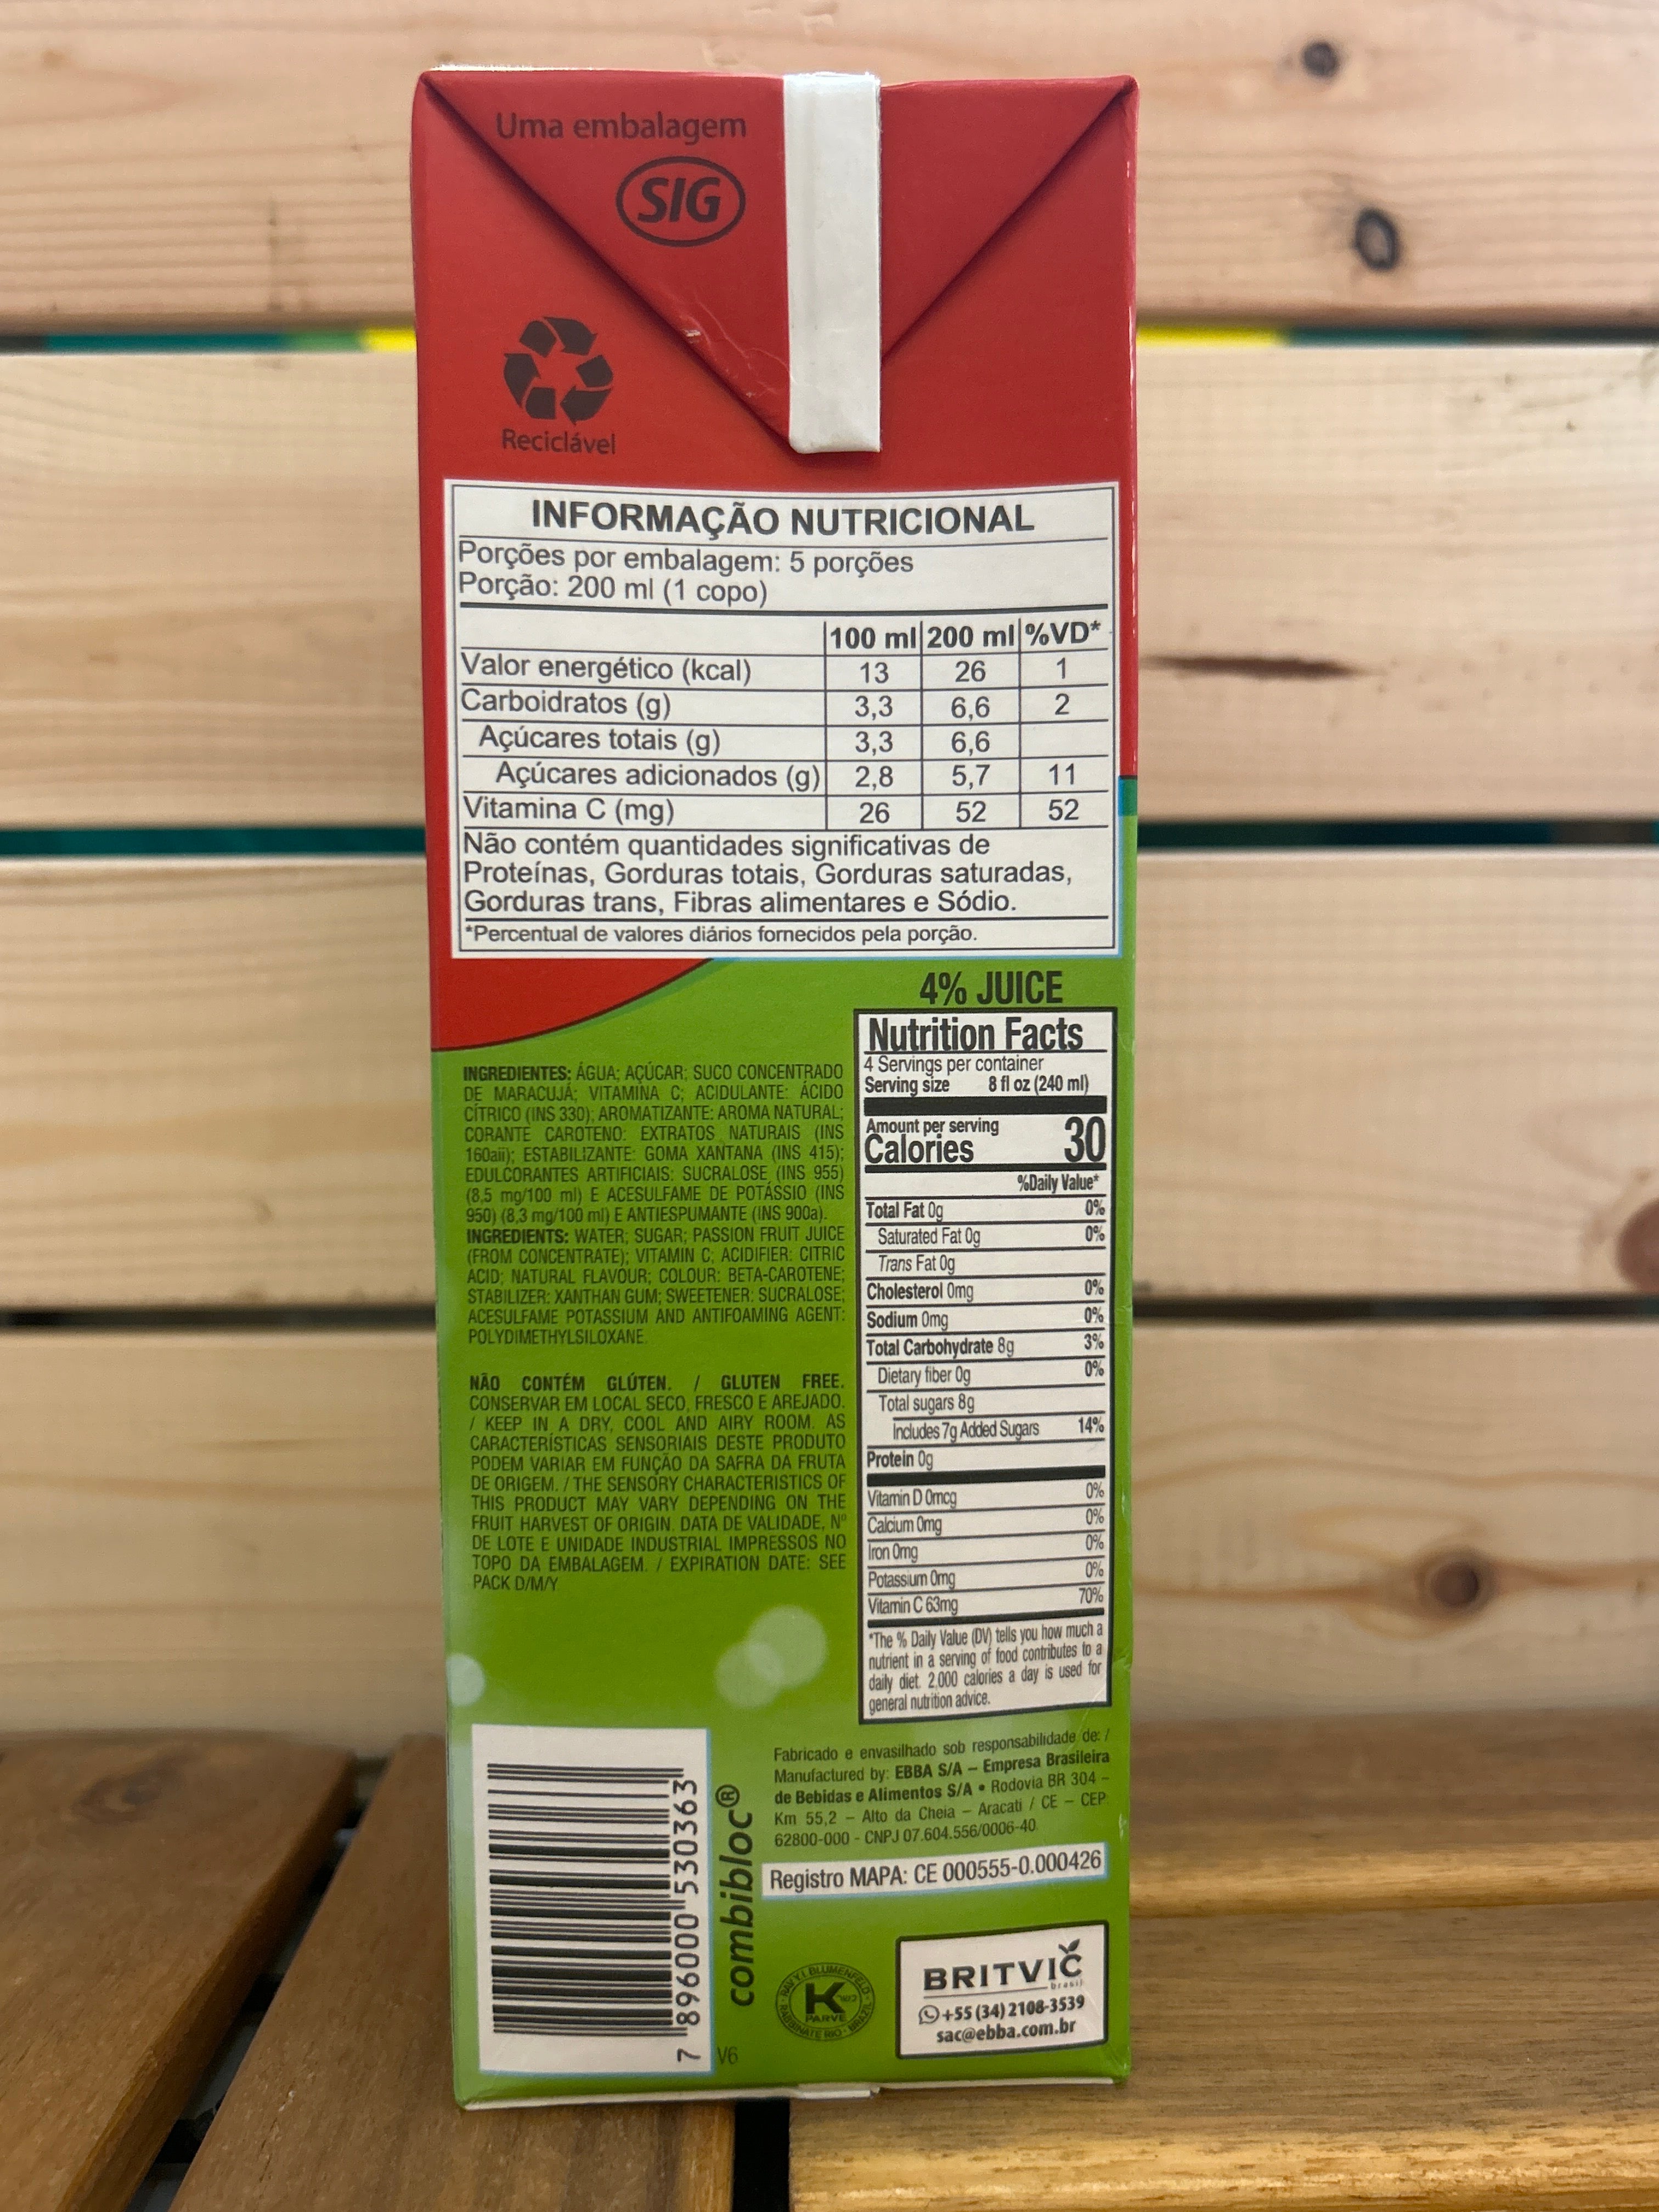 Uma embalagem
SIG
Reciclável
INFORMAÇÃO NUTRICIONAL
Porções por embalagem: 5 porções
Porção: 200 ml (1 copo)
100 ml 200 ml %VD*
Valor energético (kcal) 13 26 1
Carboidratos (g) 3,3 6,6 2
Açúcares totais (g) 3,3 6,6
Açúcares adicionados (g) 2,8 5,7 11
Vitamina C (mg) 26 52 52
Não contém quantidades significativas de
Proteínas, Gorduras totais, Gorduras saturadas,
Gorduras trans, Fibras alimentares e Sódio.
*Percentual de valores diários fornecidos pela porção.
INGREDIENTES: ÁGUA; AÇÚCAR; SUCO CONCENTRADO
DE MARACUJÁ; VITAMINA C; ACIDULANTE: ÁCIDO
CÍTRICO (INS 330); AROMATIZANTE: AROMA NATURAL;
CORANTE CAROTENO: EXTRATOS NATURAIS (INS
160aii); ESTABILIZANTE: GOMA XANTANA (INS 415);
EDULCORANTES ARTIFICIAIS: SUCRALOSE (INS 955)
(8,5 mg/100 ml) E ACESULFAME DE POTÁSSIO (INS
950) (8,3 mg/100 ml) E ANTIESPUMANTE (INS 900a).
INGREDIENTS: WATER; SUGAR; PASSION FRUIT JUICE
(FROM CONCENTRATE); VITAMIN C; ACIDIFIER: CITRIC
ACID; NATURAL FLAVOUR; COLOUR: BETA-CAROTENE;
STABILIZER: XANTHAN GUM; SWEETENER: SUCRALOSE;
ACESULFAME POTASSIUM AND ANTIFOAMING AGENT:
POLYDIMETHYLSILOXANE.
NÃO CONTÉM GLÚTEN. / GLUTEN FREE.
CONSERVAR EM LOCAL SECO, FRESCO E AREJADO.
/ KEEP IN A DRY, COOL AND AIRY ROOM. AS
CARACTERÍSTICAS SENSORIAIS DESTE PRODUTO
PODEM VARIAR EM FUNÇÃO DA SAFRA DA FRUTA
DE ORIGEM. / THE SENSORY CHARACTERISTICS OF
THIS PRODUCT MAY VARY DEPENDING ON THE
FRUIT HARVEST OF ORIGIN. DATA DE VALIDADE, Nº
DE LOTE E UNIDADE INDUSTRIAL IMPRESSOS NO
TOPO DA EMBALAGEM. / EXPIRATION DATE: SEE
PACK D/M/Y
4% JUICE
Nutrition Facts
4 Servings per container
Serving size 8 fl oz (240 ml)
Amount per serving
Calories 30
%Daily Value*
Total Fat 0g 0%
Saturated Fat 0g 0%
Trans Fat 0g
Cholesterol 0mg 0%
Sodium 0mg 0%
Total Carbohydrate 8g 3%
Dietary fiber 0g 0%
Total sugars 8g
Includes 7g Added Sugars 14%
Protein 0g
Vitamin D 0mcg 0%
Calcium 0mg 0%
Iron 0mg 0%
Potassium 0mg 0%
Vitamin C 63mg 70%
*The % Daily Value (DV) tells you how much a
nutrient in a serving of food contributes to a
daily diet. 2,000 calories a day is used for
general nutrition advice.
Fabricado e envasilhado sob responsabilidade de: /
Manufactured by: EBBA S/A – Empresa Brasileira
de Bebidas e Alimentos S/A • Rodovia BR 304 –
Km 55,2 – Alto da Cheia – Aracati / CE – CEP:
62800-000 - CNPJ 07.604.556/0006-40.
Registro MAPA: CE 000555-0.000426
7 896000 530363
combibloc®
V6
RAV Y.I. BLUMENFELD
K
PARVE
RABBINATE RIO - BRAZIL
BRITVIC
brasil
+55 (34) 2108-3539
sac@ebba.com.br